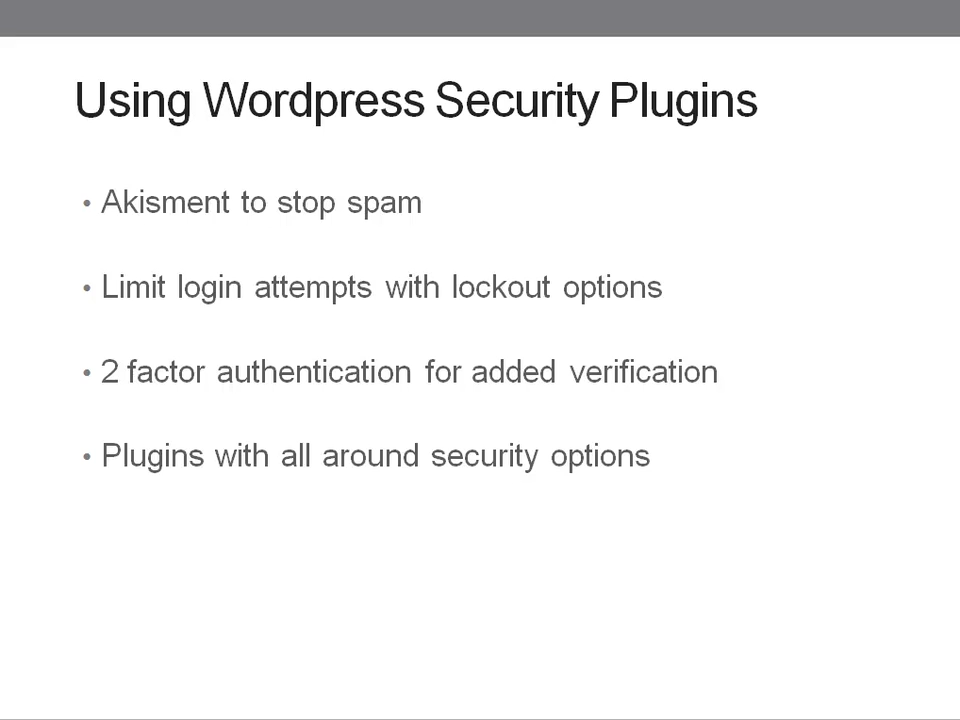 Using Wordpress Security Plugins
• Akisment to stop spam
• Limit login attempts with lockout options
• 2 factor authentication for added verification
• Plugins with all around security options